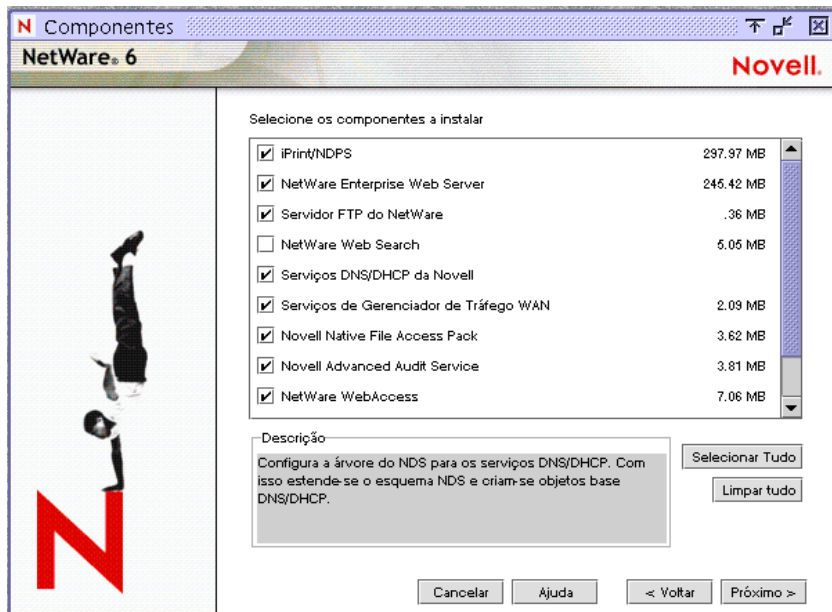 N Componentes
NetWare® 6
Novell.
Selecione os componentes a instalar
iPrint/NDPS 297.97 MB
NetWare Enterprise Web Server 245.42 MB
Servidor FTP do NetWare .36 MB
NetWare Web Search 5.05 MB
Serviços DNS/DHCP da Novell
Serviços de Gerenciador de Tráfego WAN 2.09 MB
Novell Native File Access Pack 3.62 MB
Novell Advanced Audit Service 3.81 MB
NetWare WebAccess 7.06 MB
Descrição
Configura a árvore do NDS para os serviços DNS/DHCP. Com
isso estende-se o esquema NDS e criam-se objetos base
DNS/DHCP.
Selecionar Tudo
Limpar tudo
N
Cancelar Ajuda < Voltar Próximo >